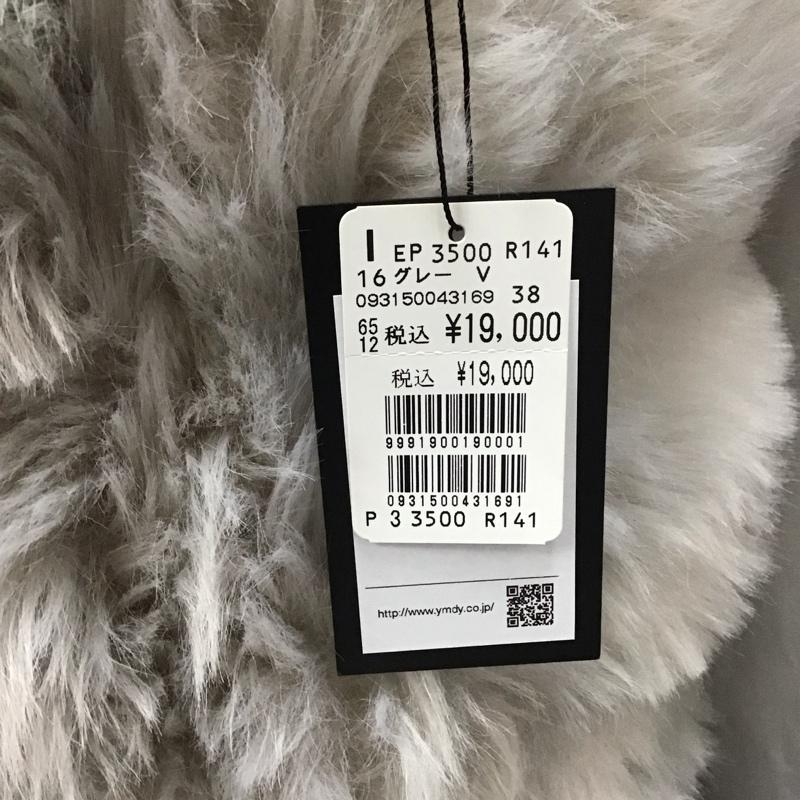 I EP 3500 R141
16 グレー V
093150043169 38
65
12 税込 ¥19,000
税込 ¥19,000
9991900190001
0931500431691
P 3 3500 R141
http://www.ymdy.co.jp/